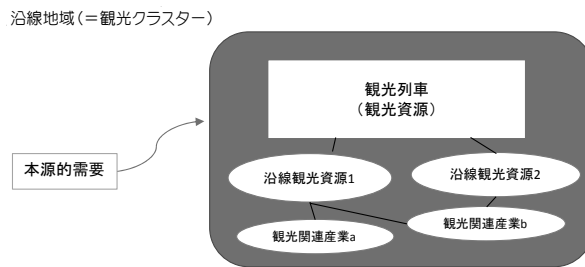 沿線地域（＝観光クラスター）
観光列車
（観光資源）
本源的需要
沿線観光資源1
沿線観光資源2
観光関連産業a
観光関連産業b